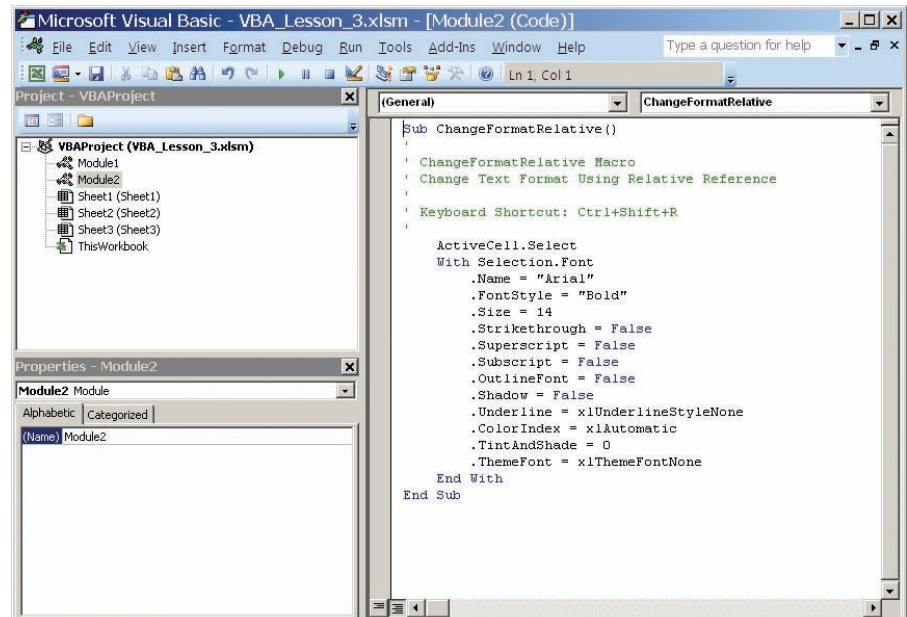 Microsoft Visual Basic - VBA_Lesson_3.xlsm - [Module2 (Code)]
File Edit View Insert Format Debug Run Tools Add-Ins Window Help Type a question for help
Ln 1, Col 1
Project - VBAProject
VBAProject (VBA_Lesson_3.xlsm)
Module1
Module2
Sheet1 (Sheet1)
Sheet2 (Sheet2)
Sheet3 (Sheet3)
ThisWorkbook
Properties - Module2
Module2 Module
Alphabetic Categorized
(Name) Module2
(General) ChangeFormatRelative
Sub ChangeFormatRelative()
'
' ChangeFormatRelative Macro
' Change Text Format Using Relative Reference
'
' Keyboard Shortcut: Ctrl+Shift+R
'
ActiveCell.Select
With Selection.Font
.Name = "Arial"
.FontStyle = "Bold"
.Size = 14
.Strikethrough = False
.Superscript = False
.Subscript = False
.OutlineFont = False
.Shadow = False
.Underline = xlUnderlineStyleNone
.ColorIndex = xlAutomatic
.TintAndShade = 0
.ThemeFont = xlThemeFontNone
End With
End Sub